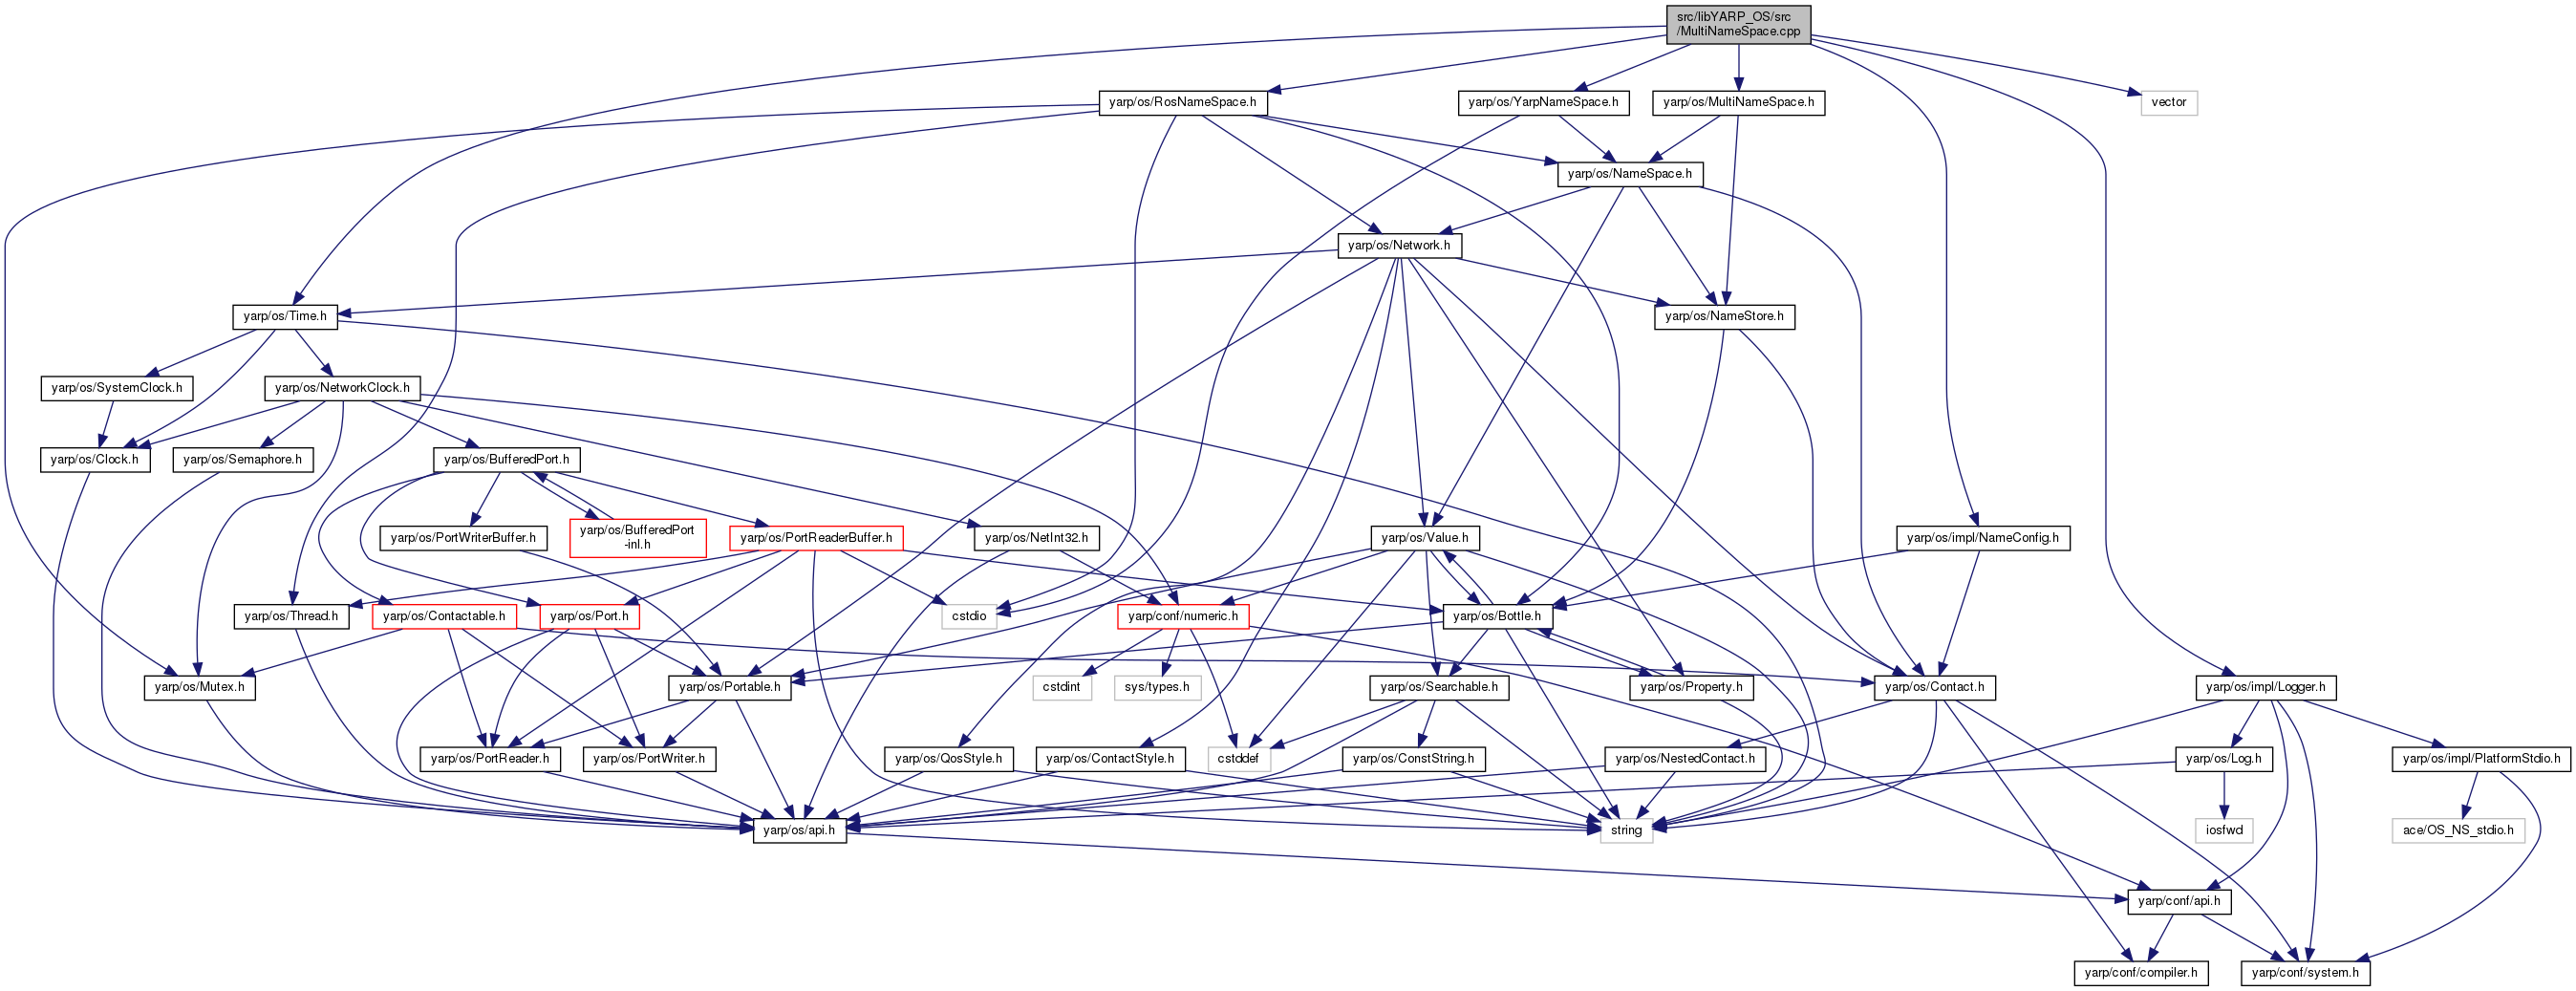 src/libYARP_OS/src
/MultiNameSpace.cpp
yarp/os/RosNameSpace.h
yarp/os/YarpNameSpace.h
yarp/os/MultiNameSpace.h
vector
yarp/os/NameSpace.h
yarp/os/Network.h
yarp/os/Time.h
yarp/os/NameStore.h
yarp/os/SystemClock.h
yarp/os/NetworkClock.h
yarp/os/Clock.h
yarp/os/Semaphore.h
yarp/os/BufferedPort.h
yarp/os/PortWriterBuffer.h
yarp/os/BufferedPort
-inl.h
yarp/os/PortReaderBuffer.h
yarp/os/NetInt32.h
yarp/os/Value.h
yarp/os/impl/NameConfig.h
yarp/os/Thread.h
yarp/os/Contactable.h
yarp/os/Port.h
cstdio
yarp/conf/numeric.h
yarp/os/Bottle.h
yarp/os/Mutex.h
yarp/os/Portable.h
cstdint
sys/types.h
yarp/os/Searchable.h
yarp/os/Property.h
yarp/os/Contact.h
yarp/os/impl/Logger.h
yarp/os/PortReader.h
yarp/os/PortWriter.h
yarp/os/QosStyle.h
yarp/os/ContactStyle.h
cstddef
yarp/os/ConstString.h
yarp/os/NestedContact.h
yarp/os/Log.h
yarp/os/impl/PlatformStdio.h
yarp/os/api.h
string
iosfwd
ace/OS_NS_stdio.h
yarp/conf/api.h
yarp/conf/compiler.h
yarp/conf/system.h